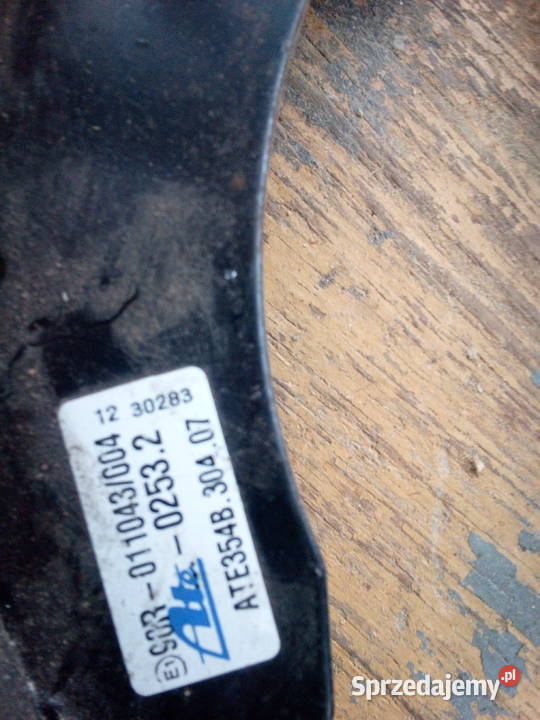 12 30283
E1 90R-011043/004
Ate -0253.2
ATE354B.304.07
Sprzedajemy.pl